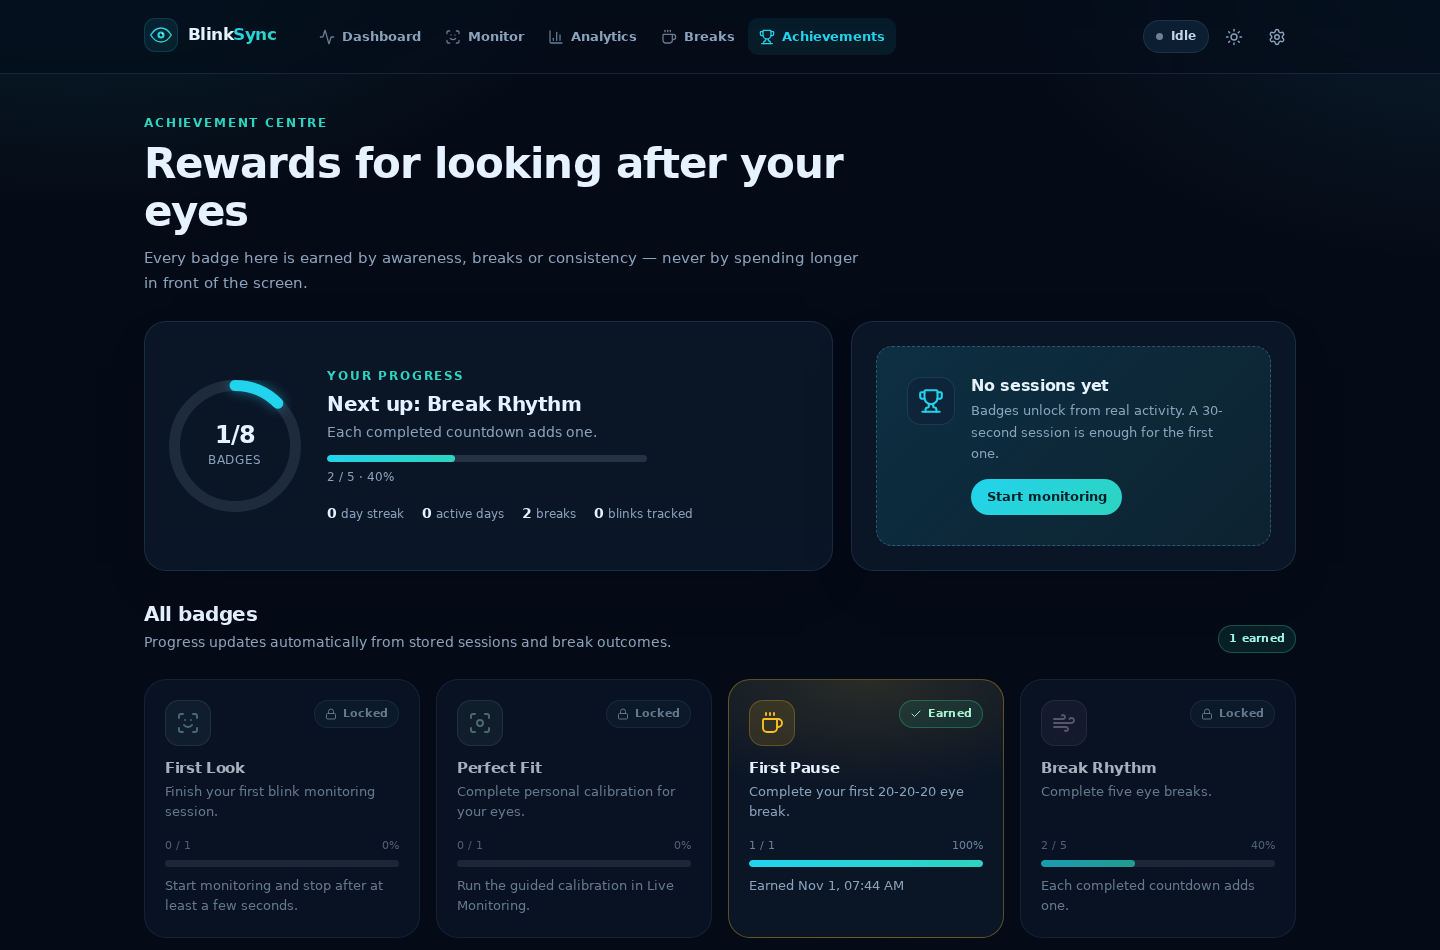 BlinkSync
Dashboard
Monitor
Analytics
Breaks
Achievements
Idle
ACHIEVEMENT CENTRE
Rewards for looking after your
eyes
Every badge here is earned by awareness, breaks or consistency — never by spending longer
in front of the screen.
1/8
BADGES
YOUR PROGRESS
Next up: Break Rhythm
Each completed countdown adds one.
2 / 5 · 40%
0 day streak 0 active days 2 breaks 0 blinks tracked
No sessions yet
Badges unlock from real activity. A 30-
second session is enough for the first
one.
Start monitoring
All badges
Progress updates automatically from stored sessions and break outcomes.
1 earned
Locked
First Look
Finish your first blink monitoring
session.
0 / 1 0%
Start monitoring and stop after at
least a few seconds.
Locked
Perfect Fit
Complete personal calibration for
your eyes.
0 / 1 0%
Run the guided calibration in Live
Monitoring.
Earned
First Pause
Complete your first 20-20-20 eye
break.
1 / 1 100%
Earned Nov 1, 07:44 AM
Locked
Break Rhythm
Complete five eye breaks.
2 / 5 40%
Each completed countdown adds
one.